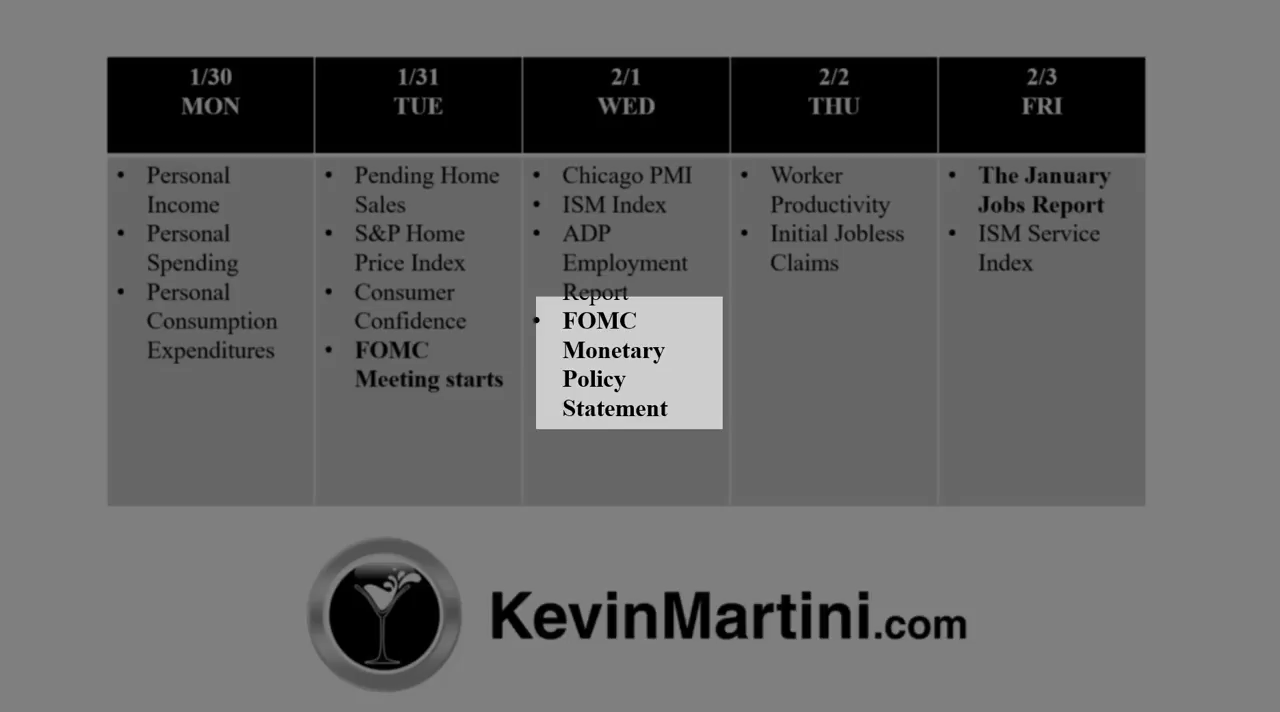 1/30
MON
1/31
TUE
2/1
WED
2/2
THU
2/3
FRI
• Personal
Income
• Personal
Spending
• Personal
Consumption
Expenditures
• Pending Home
Sales
• S&P Home
Price Index
• Consumer
Confidence
• FOMC
Meeting starts
• Chicago PMI
• ISM Index
• ADP
Employment
Report
• FOMC
Monetary
Policy
Statement
• Worker
Productivity
• Initial Jobless
Claims
• The January
Jobs Report
• ISM Service
Index
KevinMartini.com